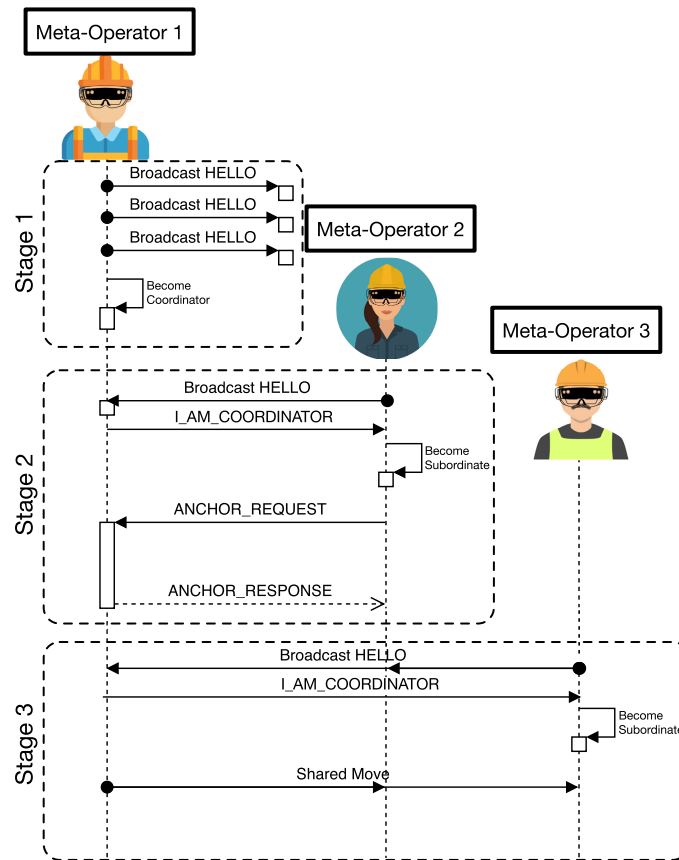 Meta-Operator 1
Stage 1
Broadcast HELLO
Broadcast HELLO
Broadcast HELLO
Become
Coordinator
Meta-Operator 2
Meta-Operator 3
Stage 2
Broadcast HELLO
I_AM_COORDINATOR
Become
Subordinate
ANCHOR_REQUEST
ANCHOR_RESPONSE
Stage 3
Broadcast HELLO
I_AM_COORDINATOR
Become
Subordinate
Shared Move